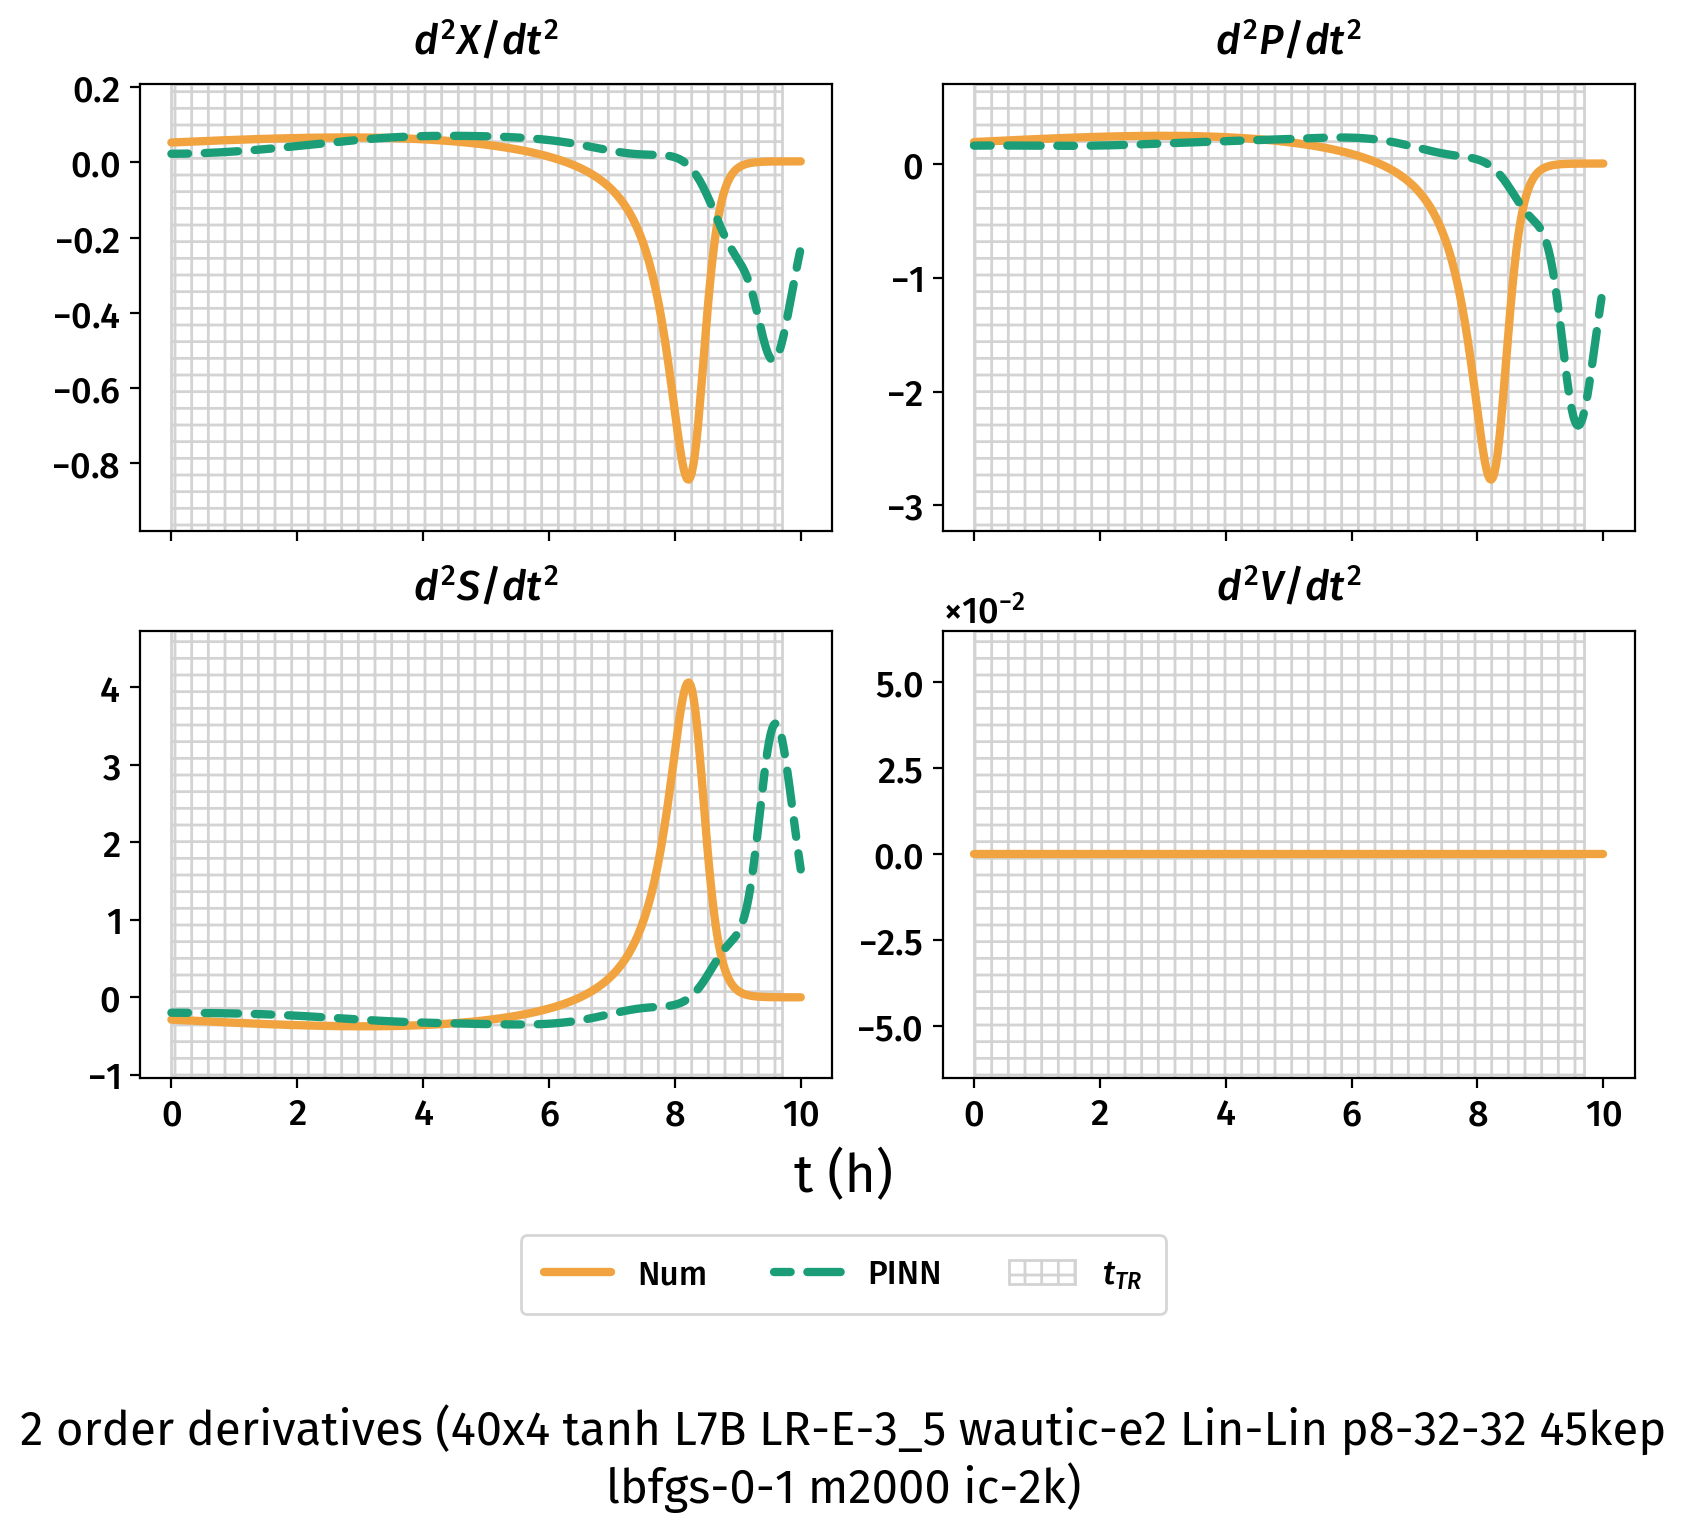 d²X/dt²
d²P/dt²
0.2
0.0
−0.2
−0.4
−0.6
−0.8
0
−1
−2
−3
d²S/dt²
d²V/dt²
×10⁻²
4
3
2
1
0
−1
5.0
2.5
0.0
−2.5
−5.0
0 2 4 6 8 10
0 2 4 6 8 10
t (h)
Num PINN t_TR
2 order derivatives (40x4 tanh L7B LR-E-3_5 wautic-e2 Lin-Lin p8-32-32 45kep
lbfgs-0-1 m2000 ic-2k)